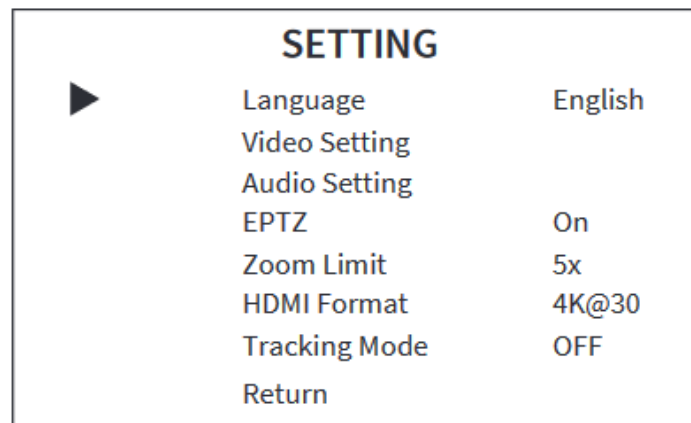 SETTING
Language English
Video Setting
Audio Setting
EPTZ On
Zoom Limit 5x
HDMI Format 4K@30
Tracking Mode OFF
Return